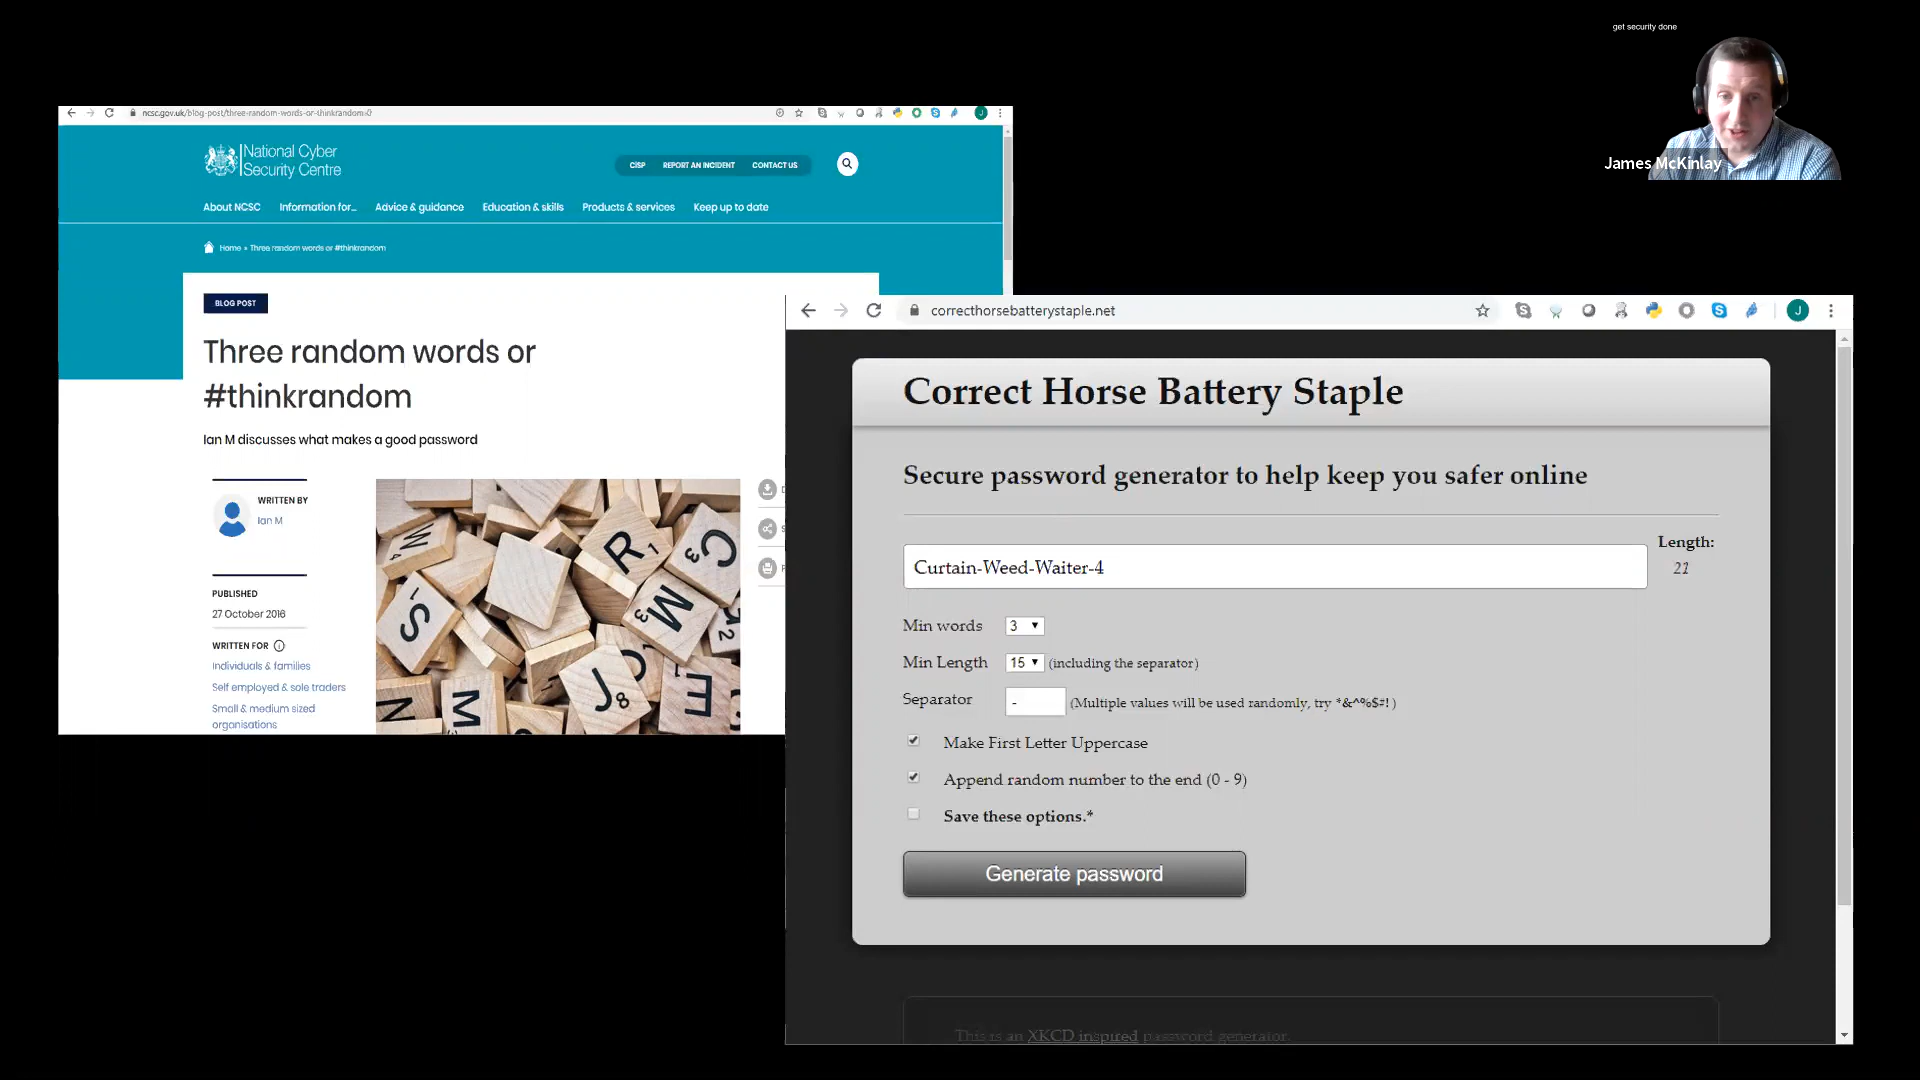 get security done
James McKinlay
ncsc.gov.uk/blog-post/three-random-words-or-thinkrandom-0
National Cyber
Security Centre
CiSP REPORT AN INCIDENT CONTACT US
About NCSC Information for... Advice & guidance Education & skills Products & services Keep up to date
Home » Three random words or #thinkrandom
BLOG POST
Three random words or
#thinkrandom
Ian M discusses what makes a good password
WRITTEN BY
Ian M
PUBLISHED
27 October 2016
WRITTEN FOR
Individuals & families
Self employed & sole traders
Small & medium sized
organisations
W4
R1
C3
S1
M3
2
J8
M
E
N
correcthorsebatterystaple.net
J
Correct Horse Battery Staple
Secure password generator to help keep you safer online
Length:
Curtain-Weed-Waiter-4 21
Min words 3
Min Length 15 (including the separator)
Separator - (Multiple values will be used randomly, try *&^%$#! )
Make First Letter Uppercase
Append random number to the end (0 - 9)
Save these options.*
Generate password
This is an XKCD inspired password generator.